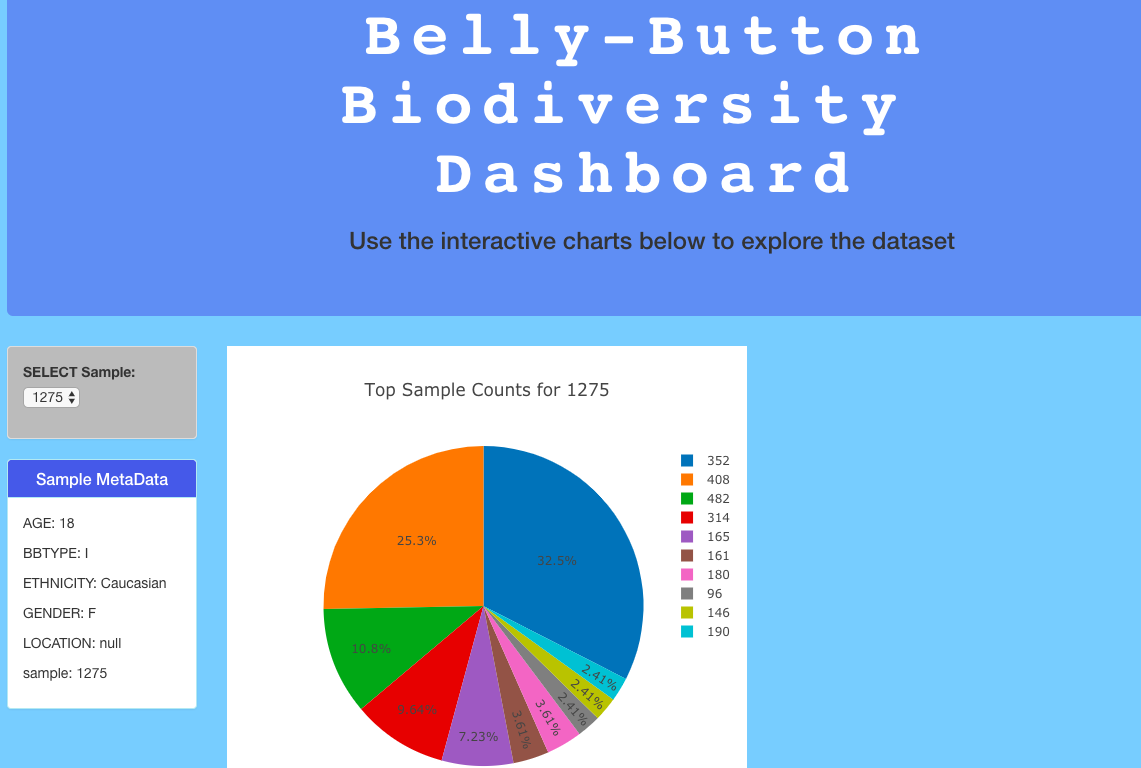 Belly-Button
Biodiversity
Dashboard
Use the interactive charts below to explore the dataset
SELECT Sample:
1275
Sample MetaData
AGE: 18
BBTYPE: I
ETHNICITY: Caucasian
GENDER: F
LOCATION: null
sample: 1275
Top Sample Counts for 1275
352
408
482
314
165
161
180
96
146
190
25.3%
32.5%
10.8%
9.64%
7.23%
3.61%
3.61%
2.41%
2.41%
2.41%